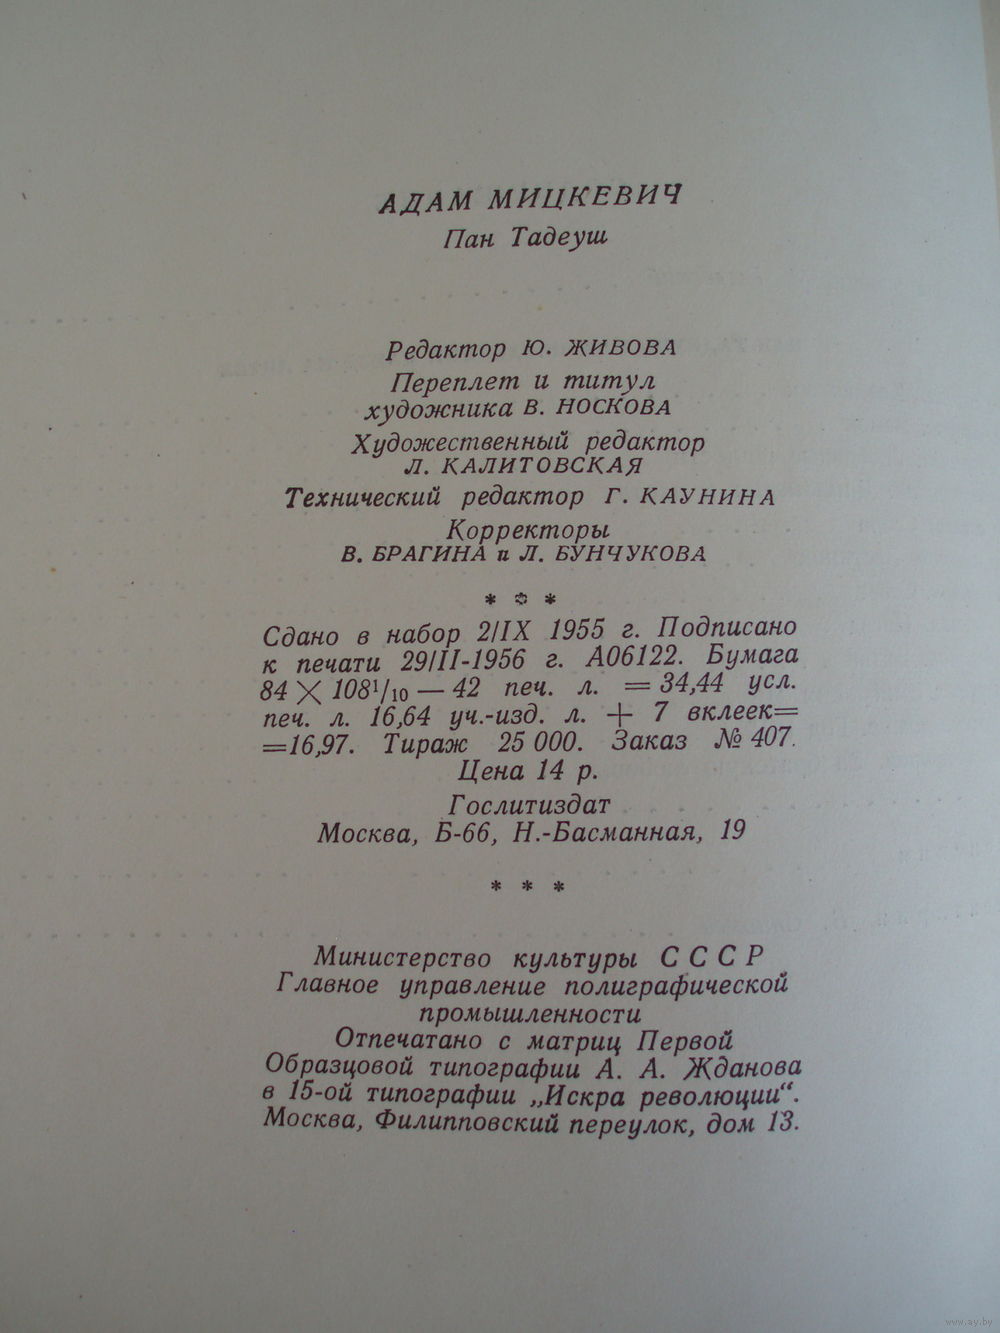 АДАМ МИЦКЕВИЧ
Пан Тадеуш
Редактор Ю. ЖИВОВА
Переплет и титул
художника В. НОСКОВА
Художественный редактор
Л. КАЛИТОВСКАЯ
Технический редактор Г. КАУНИНА
Корректоры
В. БРАГИНА и Л. БУНЧУКОВА
* * *
Сдано в набор 2/IX 1955 г. Подписано
к печати 29/II-1956 г. А06122. Бумага
84 × 108¹/₁₀ — 42 печ. л. = 34,44 усл.
печ. л. 16,64 уч.-изд. л. + 7 вклеек=
=16,97. Тираж 25 000. Заказ № 407.
Цена 14 р.
Гослитиздат
Москва, Б-66, Н.-Басманная, 19
* * *
Министерство культуры С С С Р
Главное управление полиграфической
промышленности
Отпечатано с матриц Первой
Образцовой типографии А. А. Жданова
в 15-ой типографии „Искра революции“.
Москва, Филипповский переулок, дом 13.
www.ay.by